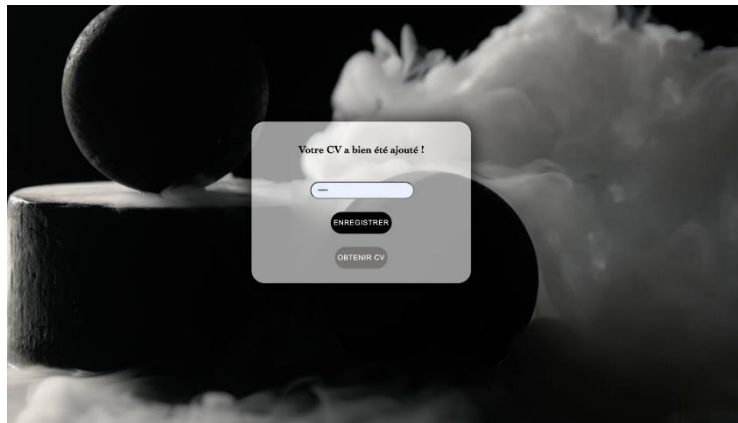 Votre CV a bien été ajouté !
•••••
ENREGISTRER
OBTENIR CV